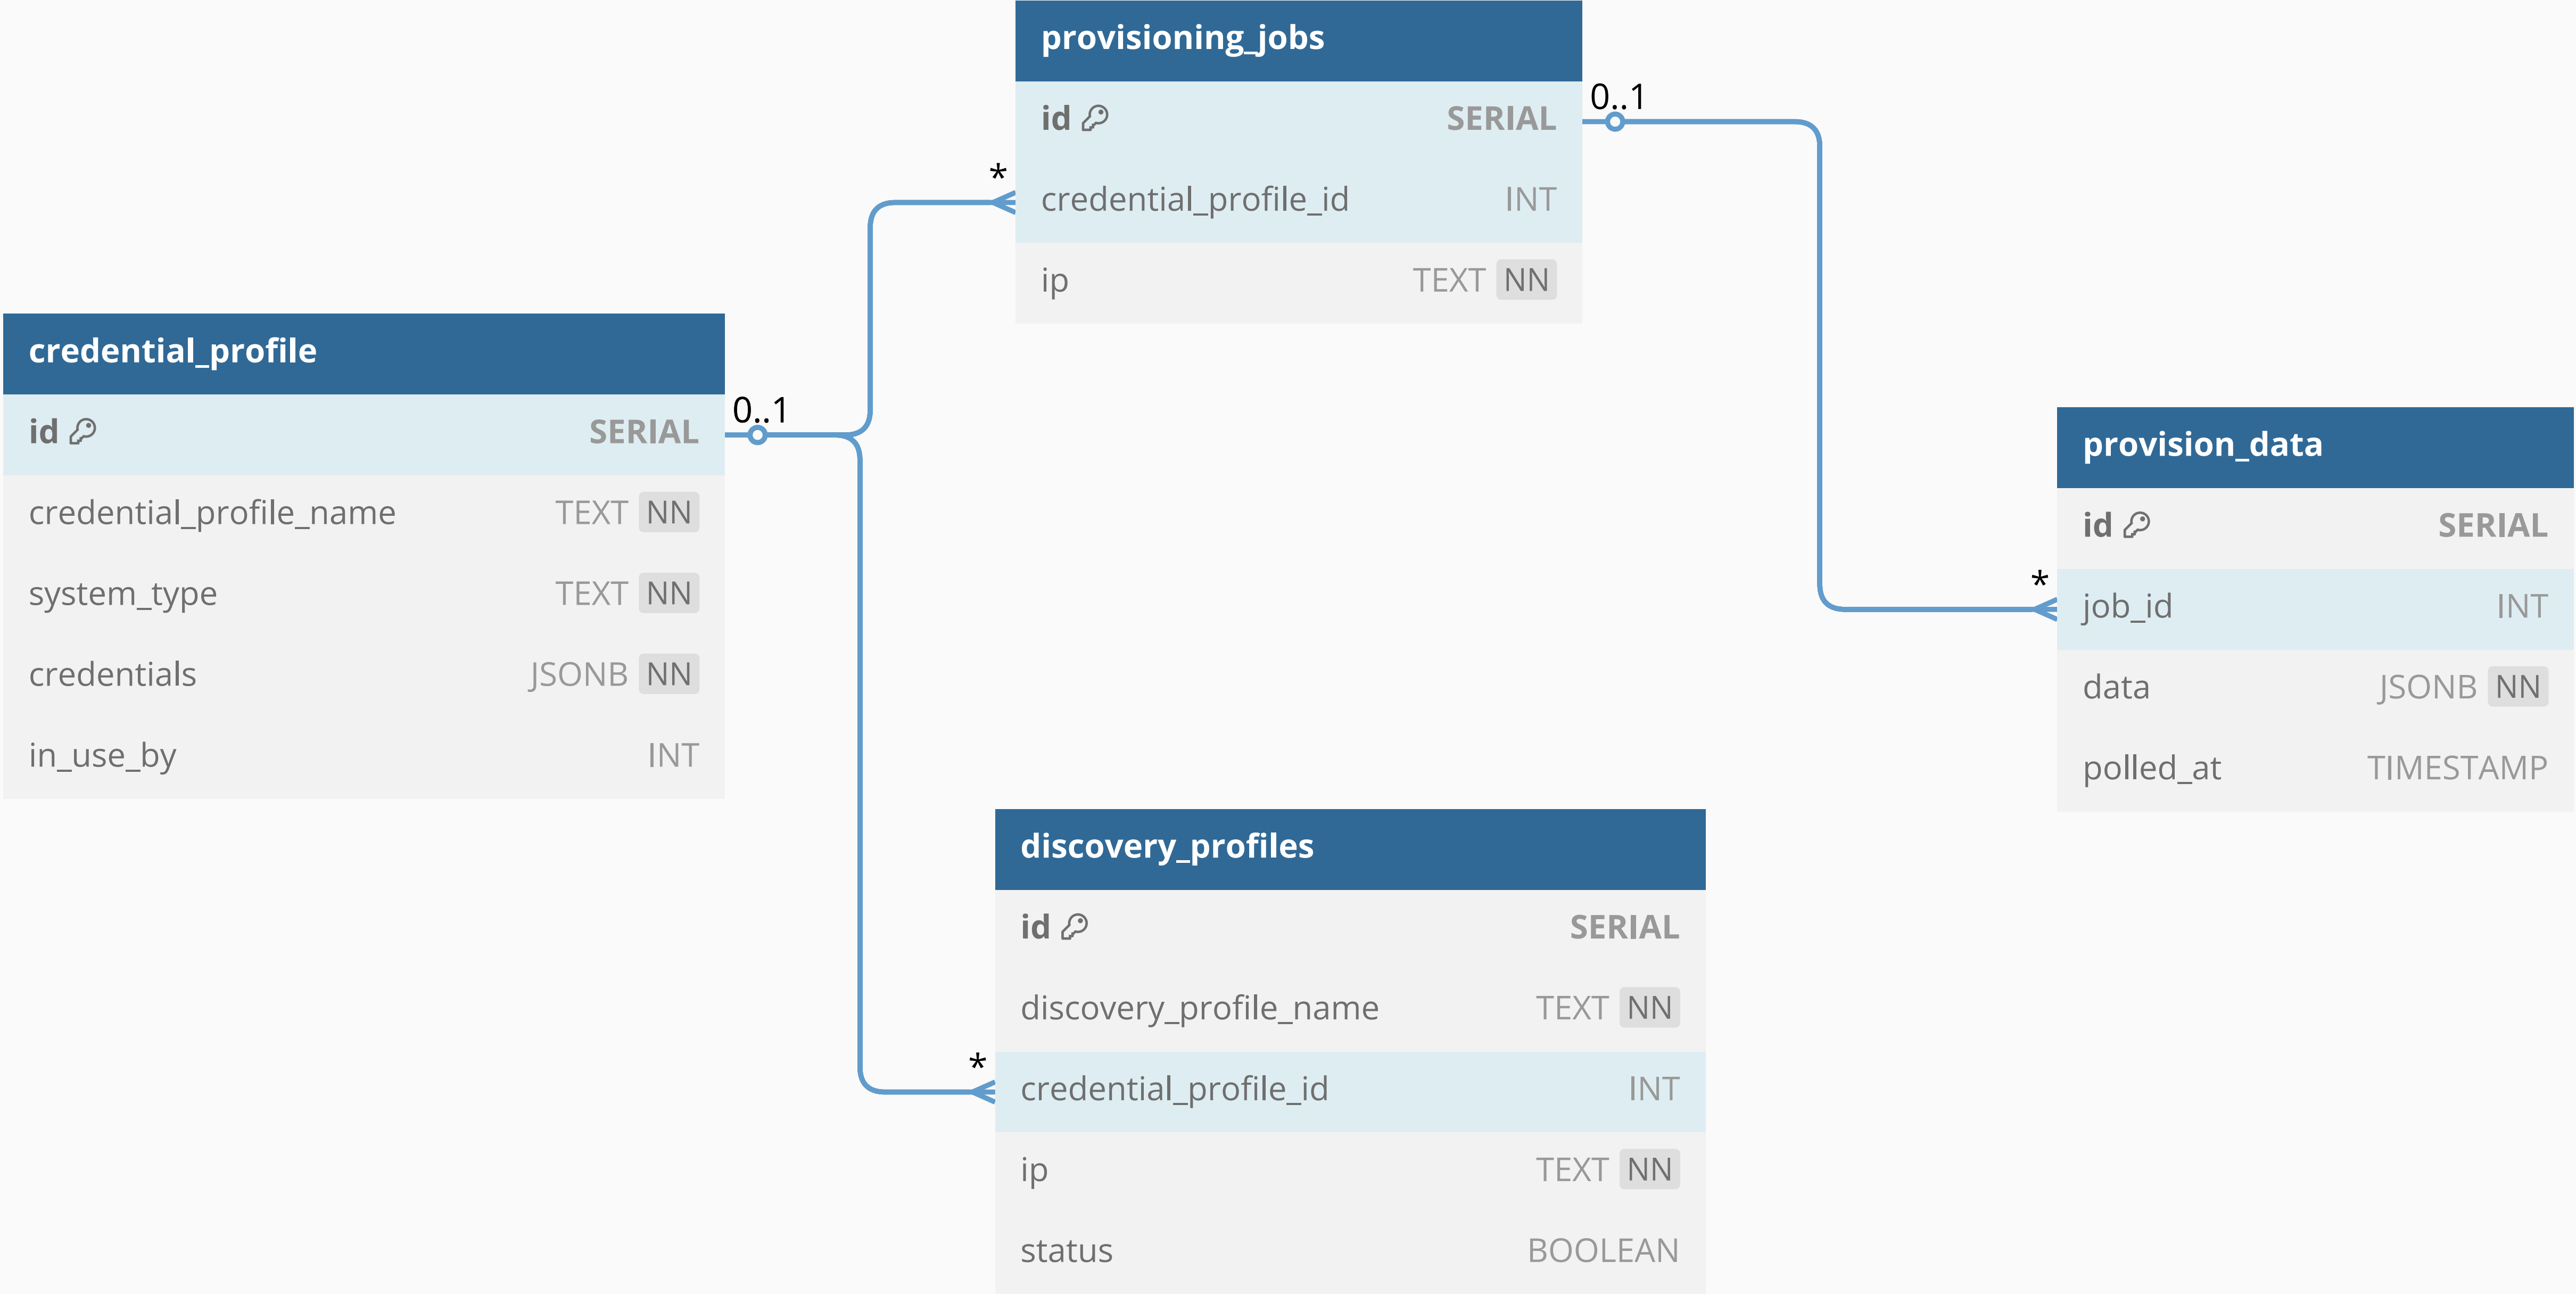 provisioning_jobs
id SERIAL
credential_profile_id INT
ip TEXT NN
0..1
*
credential_profile
id SERIAL
credential_profile_name TEXT NN
system_type TEXT NN
credentials JSONB NN
in_use_by INT
0..1
provision_data
id SERIAL
job_id INT
data JSONB NN
polled_at TIMESTAMP
*
discovery_profiles
id SERIAL
discovery_profile_name TEXT NN
credential_profile_id INT
ip TEXT NN
status BOOLEAN
*